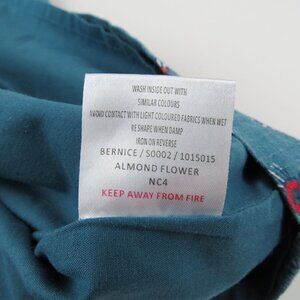 WASH INSIDE OUT WITH
SIMILAR COLOURS
AVOID CONTACT WITH LIGHT COLOURED FABRICS WHEN WET
RE SHAPE WHEN DAMP
IRON ON REVERSE
BERNICE / S0002 / 1015015
ALMOND FLOWER
NC4
KEEP AWAY FROM FIRE